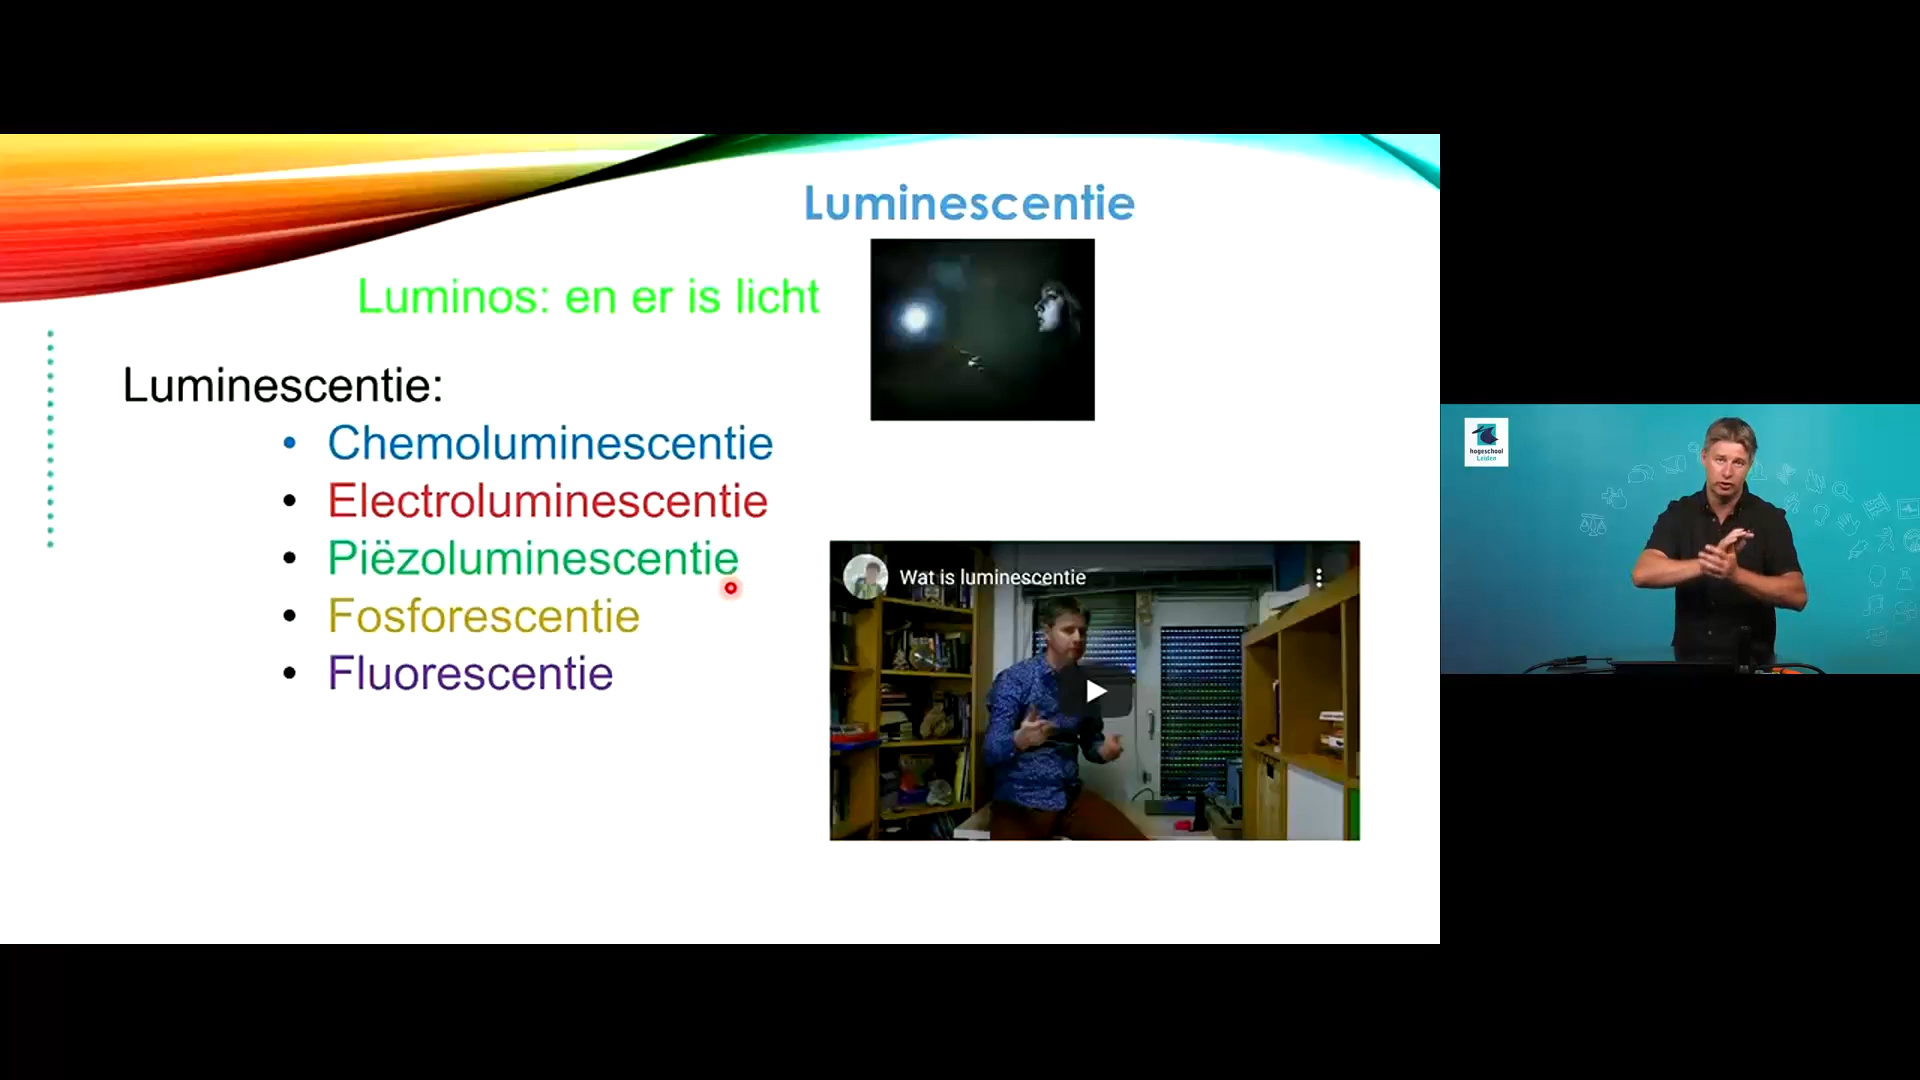 Luminescentie
Luminos: en er is licht
Luminescentie:
• Chemoluminescentie
• Electroluminescentie
• Piëzoluminescentie
• Fosforescentie
• Fluorescentie
Wat is luminescentie
hogeschool
Leiden